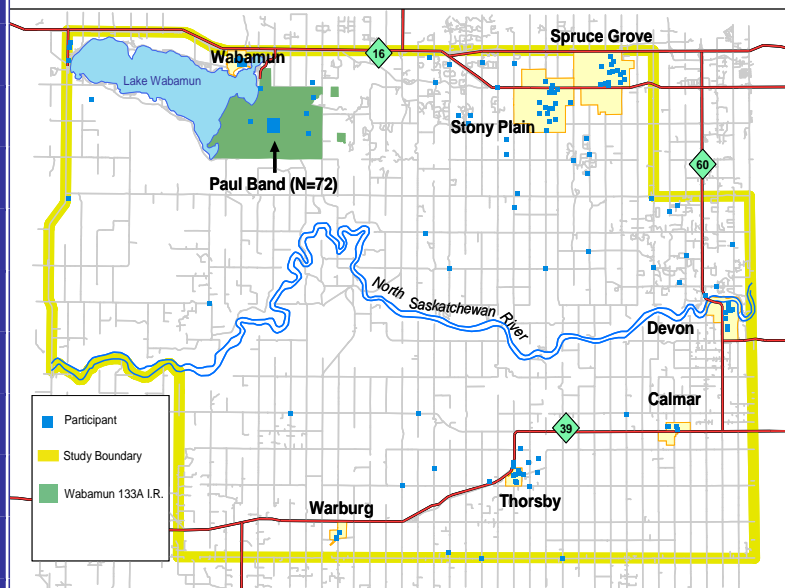 Spruce Grove
16
Wabamun
Lake Wabamun
Stony Plain
60
Paul Band (N=72)
North Saskatchewan River
Devon
Calmar
Participant
39
Study Boundary
Wabamun 133A I.R.
Thorsby
Warburg